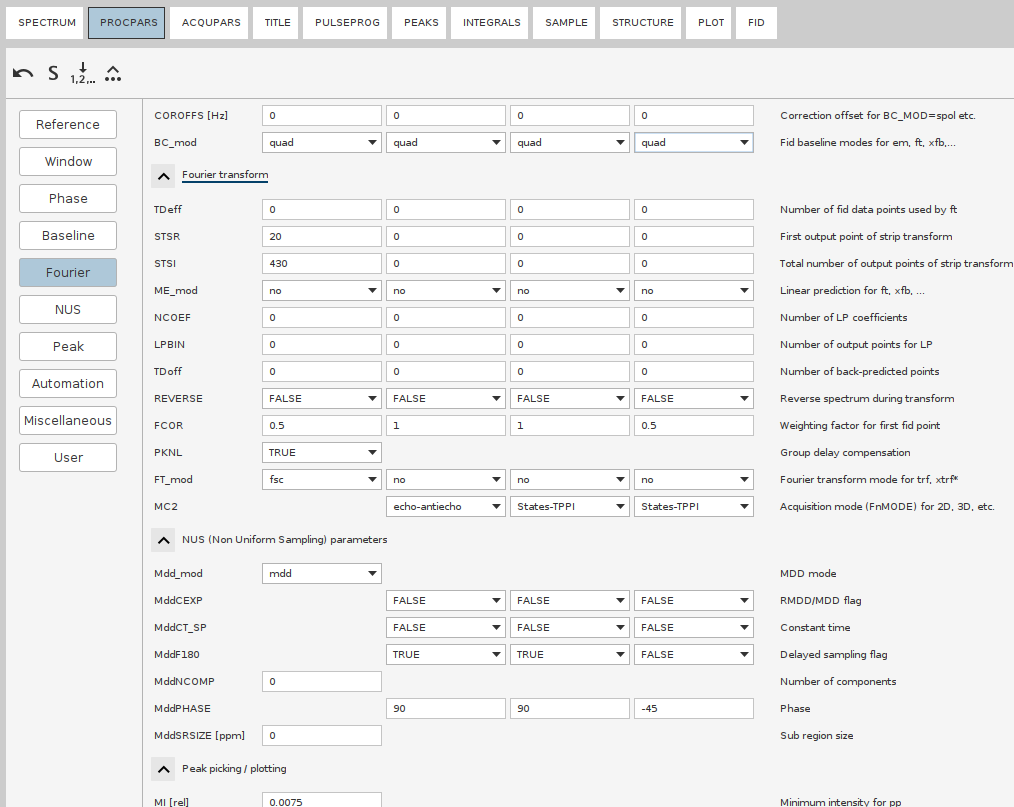 SPECTRUM PROCPARS ACQUPARS TITLE PULSEPROG PEAKS INTEGRALS SAMPLE STRUCTURE PLOT FID
S 1,2,...
Reference
Window
Phase
Baseline
Fourier
NUS
Peak
Automation
Miscellaneous
User
COROFFS [Hz] 0 0 0 0 Correction offset for BC_MOD=spol etc.
BC_mod quad quad quad quad Fid baseline modes for em, ft, xfb,...
Fourier transform
TDeff 0 0 0 0 Number of fid data points used by ft
STSR 20 0 0 0 First output point of strip transform
STSI 430 0 0 0 Total number of output points of strip transform
ME_mod no no no no Linear prediction for ft, xfb, ...
NCOEF 0 0 0 0 Number of LP coefficients
LPBIN 0 0 0 0 Number of output points for LP
TDoff 0 0 0 0 Number of back-predicted points
REVERSE FALSE FALSE FALSE FALSE Reverse spectrum during transform
FCOR 0.5 1 1 0.5 Weighting factor for first fid point
PKNL TRUE Group delay compensation
FT_mod fsc no no no Fourier transform mode for trf, xtrf*
MC2 echo-antiecho States-TPPI States-TPPI Acquisition mode (FnMODE) for 2D, 3D, etc.
NUS (Non Uniform Sampling) parameters
Mdd_mod mdd MDD mode
MddCEXP FALSE FALSE FALSE RMDD/MDD flag
MddCT_SP FALSE FALSE FALSE Constant time
MddF180 TRUE TRUE FALSE Delayed sampling flag
MddNCOMP 0 Number of components
MddPHASE 90 90 -45 Phase
MddSRSIZE [ppm] 0 Sub region size
Peak picking / plotting
MI [rel] 0.0075 Minimum intensity for pp